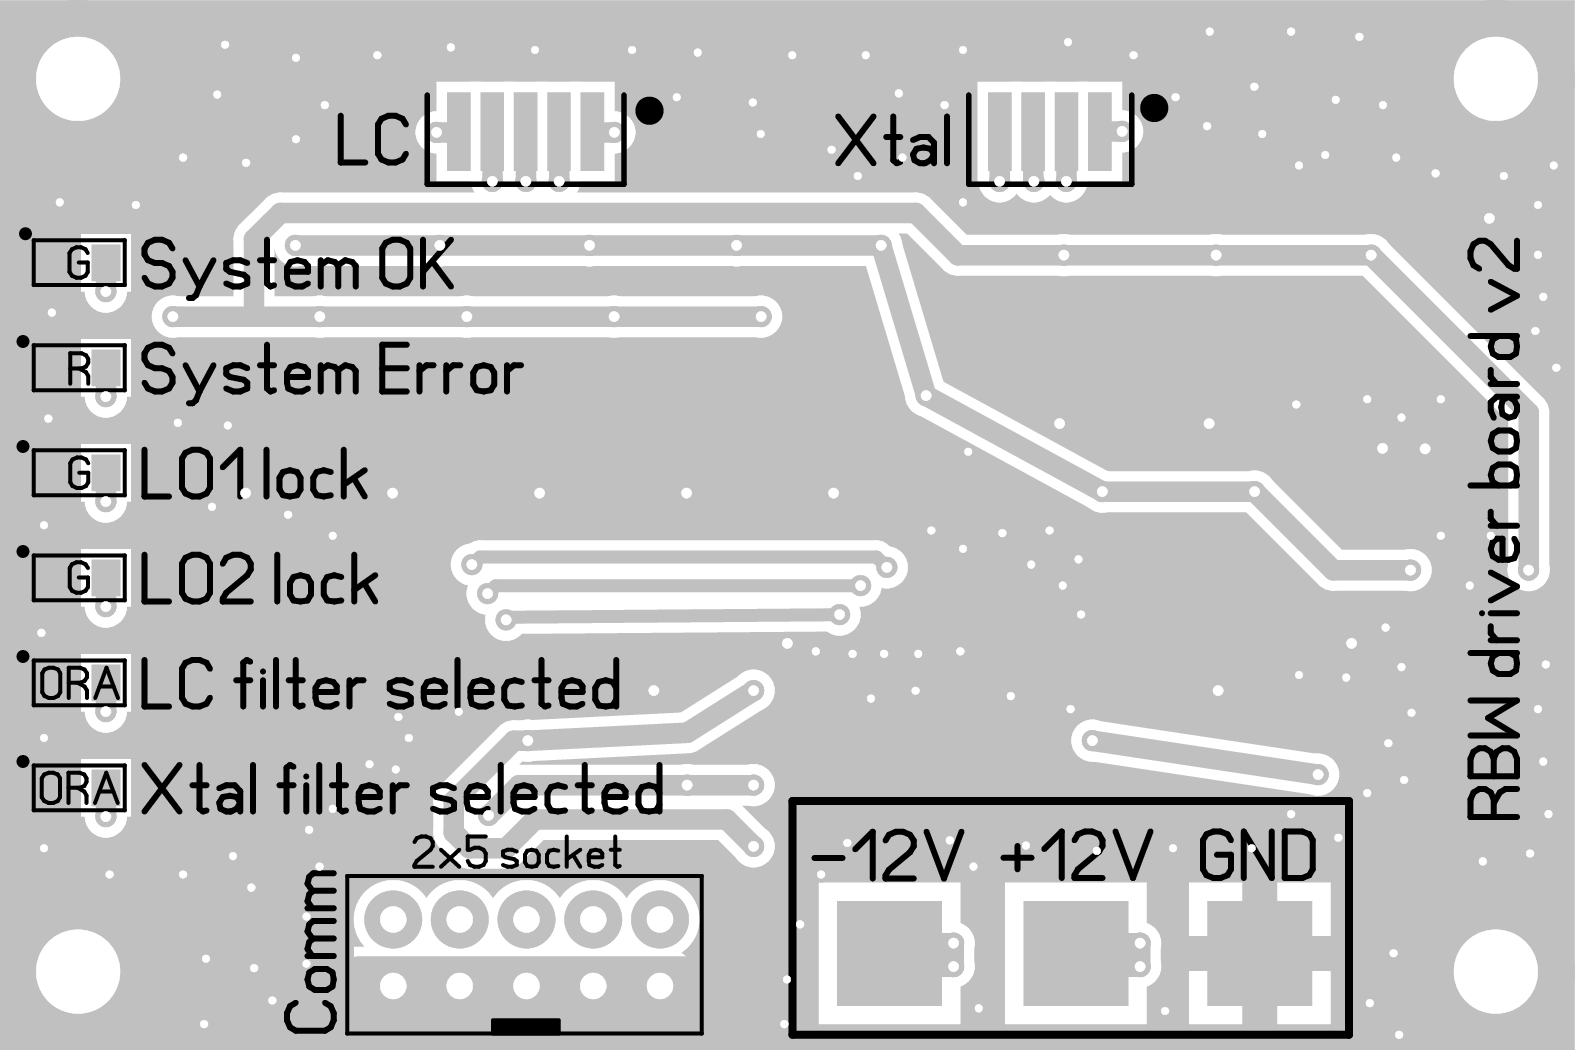 LC
Xtal
G System OK
R System Error
G LO1 lock
G LO2 lock
ORA LC filter selected
ORA Xtal filter selected
2x5 socket
Comm
-12V +12V GND
RBW driver board v2